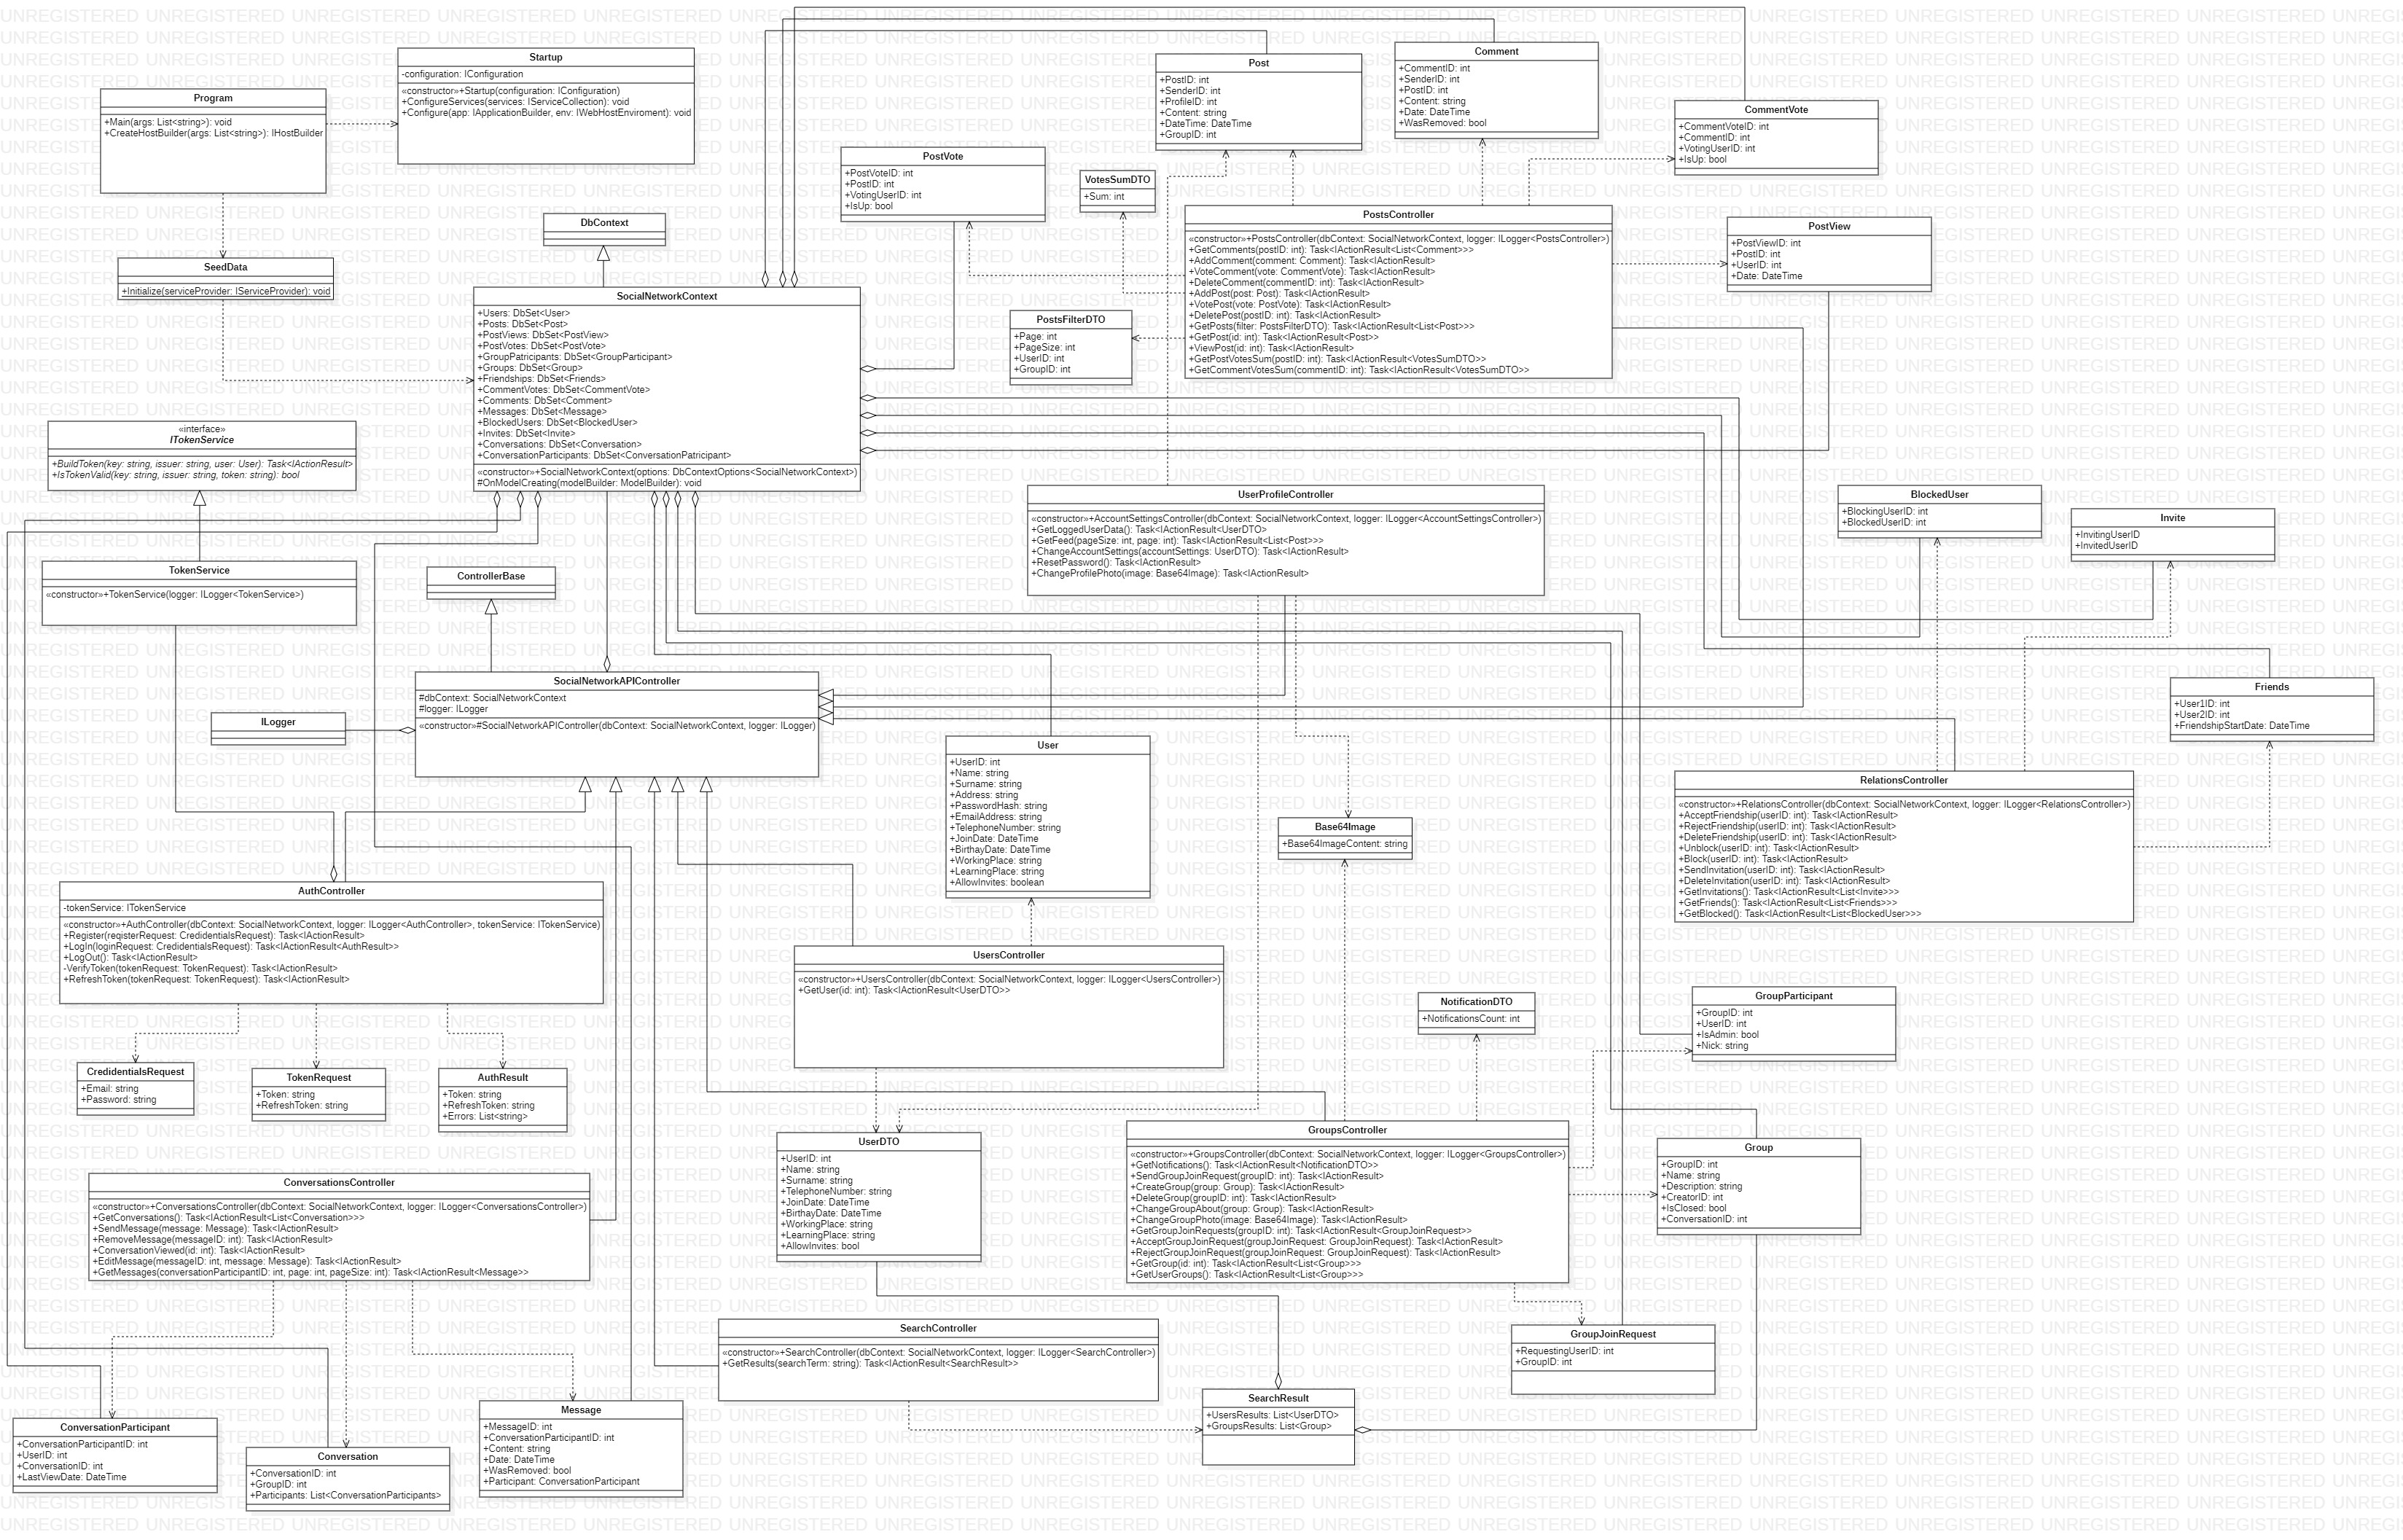 Startup
-configuration: IConfiguration
«constructor»+Startup(configuration: IConfiguration)
+ConfigureServices(services: IServiceCollection): void
+Configure(app: IApplicationBuilder, env: IWebHostEnviroment): void
Program
+Main(args: List<string>): void
+CreateHostBuilder(args: List<string>): IHostBuilder
SeedData
+Initialize(serviceProvider: IServiceProvider): void
DbContext
SocialNetworkContext
+Users: DbSet<User>
+Posts: DbSet<Post>
+PostViews: DbSet<PostView>
+PostVotes: DbSet<PostVote>
+GroupPatricipants: DbSet<GroupParticipant>
+Groups: DbSet<Group>
+Friendships: DbSet<Friends>
+CommentVotes: DbSet<CommentVote>
+Comments: DbSet<Comment>
+Messages: DbSet<Message>
+BlockedUsers: DbSet<BlockedUser>
+Invites: DbSet<Invite>
+Conversations: DbSet<Conversation>
+ConversationParticipants: DbSet<ConversationPatricipant>
«constructor»+SocialNetworkContext(options: DbContextOptions<SocialNetworkContext>)
#OnModelCreating(modelBuilder: ModelBuilder): void
Post
+PostID: int
+SenderID: int
+ProfileID: int
+Content: string
+DateTime: DateTime
+GroupID: int
Comment
+CommentID: int
+SenderID: int
+PostID: int
+Content: string
+Date: DateTime
+WasRemoved: bool
CommentVote
+CommentVoteID: int
+CommentID: int
+VotingUserID: int
+IsUp: bool
PostVote
+PostVoteID: int
+PostID: int
+VotingUserID: int
+IsUp: bool
VotesSumDTO
+Sum: int
PostsController
«constructor»+PostsController(dbContext: SocialNetworkContext, logger: ILogger<PostsController>)
+GetComments(postID: int): Task<IActionResult<List<Comment>>>
+AddComment(comment: Comment): Task<IActionResult>
+VoteComment(vote: CommentVote): Task<IActionResult>
+DeleteComment(commentID: int): Task<IActionResult>
+AddPost(post: Post): Task<IActionResult>
+VotePost(vote: PostVote): Task<IActionResult>
+DeletePost(postID: int): Task<IActionResult>
+GetPosts(filter: PostsFilterDTO): Task<IActionResult<List<Post>>>
+GetPost(id: int): Task<IActionResult<Post>>
+ViewPost(id: int): Task<IActionResult>
+GetPostVotesSum(postID: int): Task<IActionResult<VotesSumDTO>>
+GetCommentVotesSum(commentID: int): Task<IActionResult<VotesSumDTO>>
PostView
+PostViewID: int
+PostID: int
+UserID: int
+Date: DateTime
PostsFilterDTO
+Page: int
+PageSize: int
+UserID: int
+GroupID: int
«interface»
ITokenService
+BuildToken(key: string, issuer: string, user: User): Task<IActionResult>
+IsTokenValid(key: string, issuer: string, token: string): bool
TokenService
«constructor»+TokenService(logger: ILogger<TokenService>)
ControllerBase
UserProfileController
«constructor»+AccountSettingsController(dbContext: SocialNetworkContext, logger: ILogger<AccountSettingsController>)
+GetLoggedUserData(): Task<IActionResult<UserDTO>
+GetFeed(pageSize: int, page: int): Task<IActionResult<List<Post>>>
+ChangeAccountSettings(accountSettings: UserDTO): Task<IActionResult>
+ResetPassword(): Task<IActionResult>
+ChangeProfilePhoto(image: Base64Image): Task<IActionResult>
BlockedUser
+BlockingUserID: int
+BlockedUserID: int
Invite
+InvitingUserID
+InvitedUserID
SocialNetworkAPIController
#dbContext: SocialNetworkContext
#logger: ILogger
«constructor»#SocialNetworkAPIController(dbContext: SocialNetworkContext, logger: ILogger)
ILogger
Friends
+User1ID: int
+User2ID: int
+FriendshipStartDate: DateTime
User
+UserID: int
+Name: string
+Surname: string
+Address: string
+PasswordHash: string
+EmailAddress: string
+TelephoneNumber: string
+JoinDate: DateTime
+BirthayDate: DateTime
+WorkingPlace: string
+LearningPlace: string
+AllowInvites: boolean
Base64Image
+Base64ImageContent: string
RelationsController
«constructor»+RelationsController(dbContext: SocialNetworkContext, logger: ILogger<RelationsController>)
+AcceptFriendship(userID: int): Task<IActionResult>
+RejectFriendship(userID: int): Task<IActionResult>
+DeleteFriendship(userID: int): Task<IActionResult>
+Unblock(userID: int): Task<IActionResult>
+Block(userID: int): Task<IActionResult>
+SendInvitation(userID: int): Task<IActionResult>
+DeleteInvitation(userID: int): Task<IActionResult>
+GetInvitations(): Task<IActionResult<List<Invite>>>
+GetFriends(): Task<IActionResult<List<Friends>>>
+GetBlocked(): Task<IActionResult<List<BlockedUser>>>
AuthController
-tokenService: ITokenService
«constructor»+AuthController(dbContext: SocialNetworkContext, logger: ILogger<AuthController>, tokenService: ITokenService)
+Register(reqisterRequest: CredidentialsRequest): Task<IActionResult>
+LogIn(loginRequest: CredidentialsRequest): Task<IActionResult<AuthResult>>
+LogOut(): Task<IActionResult>
-VerifyToken(tokenRequest: TokenRequest): Task<IActionResult>
+RefreshToken(tokenRequest: TokenRequest): Task<IActionResult>
UsersController
«constructor»+UsersController(dbContext: SocialNetworkContext, logger: ILogger<UsersController>)
+GetUser(id: int): Task<IActionResult<UserDTO>>
NotificationDTO
+NotificationsCount: int
GroupParticipant
+GroupID: int
+UserID: int
+IsAdmin: bool
+Nick: string
CredidentialsRequest
+Email: string
+Password: string
TokenRequest
+Token: string
+RefreshToken: string
AuthResult
+Token: string
+RefreshToken: string
+Errors: List<string>
UserDTO
+UserID: int
+Name: string
+Surname: string
+TelephoneNumber: string
+JoinDate: DateTime
+BirthayDate: DateTime
+WorkingPlace: string
+LearningPlace: string
+AllowInvites: bool
GroupsController
«constructor»+GroupsController(dbContext: SocialNetworkContext, logger: ILogger<GroupsController>)
+GetNotifications(): Task<IActionResult<NotificationDTO>>
+SendGroupJoinRequest(groupID: int): Task<IActionResult>
+CreateGroup(group: Group): Task<IActionResult>
+DeleteGroup(groupID: int): Task<IActionResult>
+ChangeGroupAbout(group: Group): Task<IActionResult>
+ChangeGroupPhoto(image: Base64Image): Task<IActionResult>
+GetGroupJoinRequests(groupID: int): Task<IActionResult<GroupJoinRequest>>
+AcceptGroupJoinRequest(groupJoinRequest: GroupJoinRequest): Task<IActionResult>
+RejectGroupJoinRequest(groupJoinRequest: GroupJoinRequest): Task<IActionResult>
+GetGroup(id: int): Task<IActionResult<List<Group>>>
+GetUserGroups(): Task<IActionResult<List<Group>>>
Group
+GroupID: int
+Name: string
+Description: string
+CreatorID: int
+IsClosed: bool
+ConversationID: int
ConversationsController
«constructor»+ConversationsController(dbContext: SocialNetworkContext, logger: ILogger<ConversationsController>)
+GetConversations(): Task<IActionResult<List<Conversation>>>
+SendMessage(message: Message): Task<IActionResult>
+RemoveMessage(messageID: int): Task<IActionResult>
+ConversationViewed(id: int): Task<IActionResult>
+EditMessage(messageID: int, message: Message): Task<IActionResult>
+GetMessages(conversationParticipantID: int, page: int, pageSize: int): Task<IActionResult<Message>>
SearchController
«constructor»+SearchController(dbContext: SocialNetworkContext, logger: ILogger<SearchController>)
+GetResults(searchTerm: string): Task<IActionResult<SearchResult>>
GroupJoinRequest
+RequestingUserID: int
+GroupID: int
SearchResult
+UsersResults: List<UserDTO>
+GroupsResults: List<Group>
ConversationParticipant
+ConversationParticipantID: int
+UserID: int
+ConversationID: int
+LastViewDate: DateTime
Conversation
+ConversationID: int
+GroupID: int
+Participants: List<ConversationParticipants>
Message
+MessageID: int
+ConversationParticipantID: int
+Content: string
+Date: DateTime
+WasRemoved: bool
+Participant: ConversationParticipant